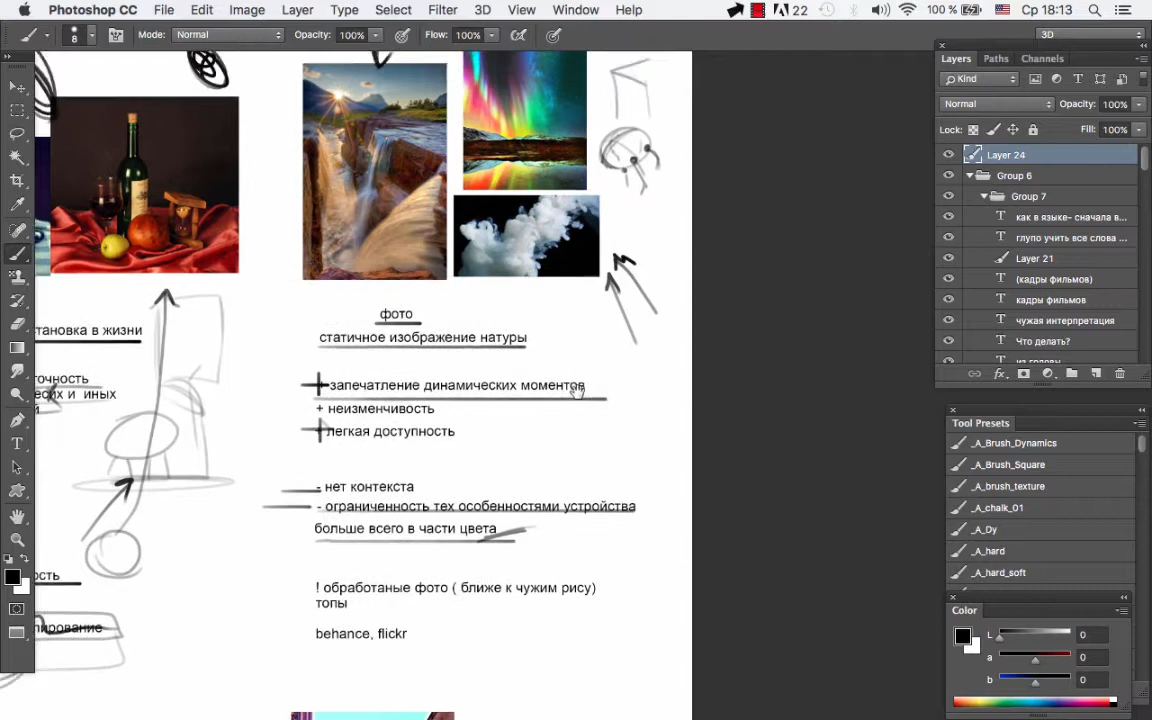 Photoshop CC File Edit Image Layer Type Select Filter 3D View Window Help 22 100 % Ср 18:13
8 Mode: Normal Opacity: 100% Flow: 100% 3D
Layers Paths Channels
Kind
Normal Opacity: 100%
Lock: Fill: 100%
Layer 24
Group 6
Group 7
как в языке- сначала в...
глупо учить все слова ...
Layer 21
(кадры фильмов)
кадры фильмов
чужая интерпретация
Что делать?
из головы
фото
становка в жизни
статичное изображение натуры
точность
+ запечатление динамических моментов
+ неизменчивость
+ легкая доступность
- нет контекста
- ограниченность тех особенностями устройства
больше всего в части цвета
ость
! обработаные фото ( ближе к чужим рису)
топы
behance, flickr
Tool Presets
_A_Brush_Dynamics
_A_Brush_Square
_A_brush_texture
_A_chalk_01
_A_Dy
_A_hard
_A_hard_soft
Color
L 0
a 0
b 0